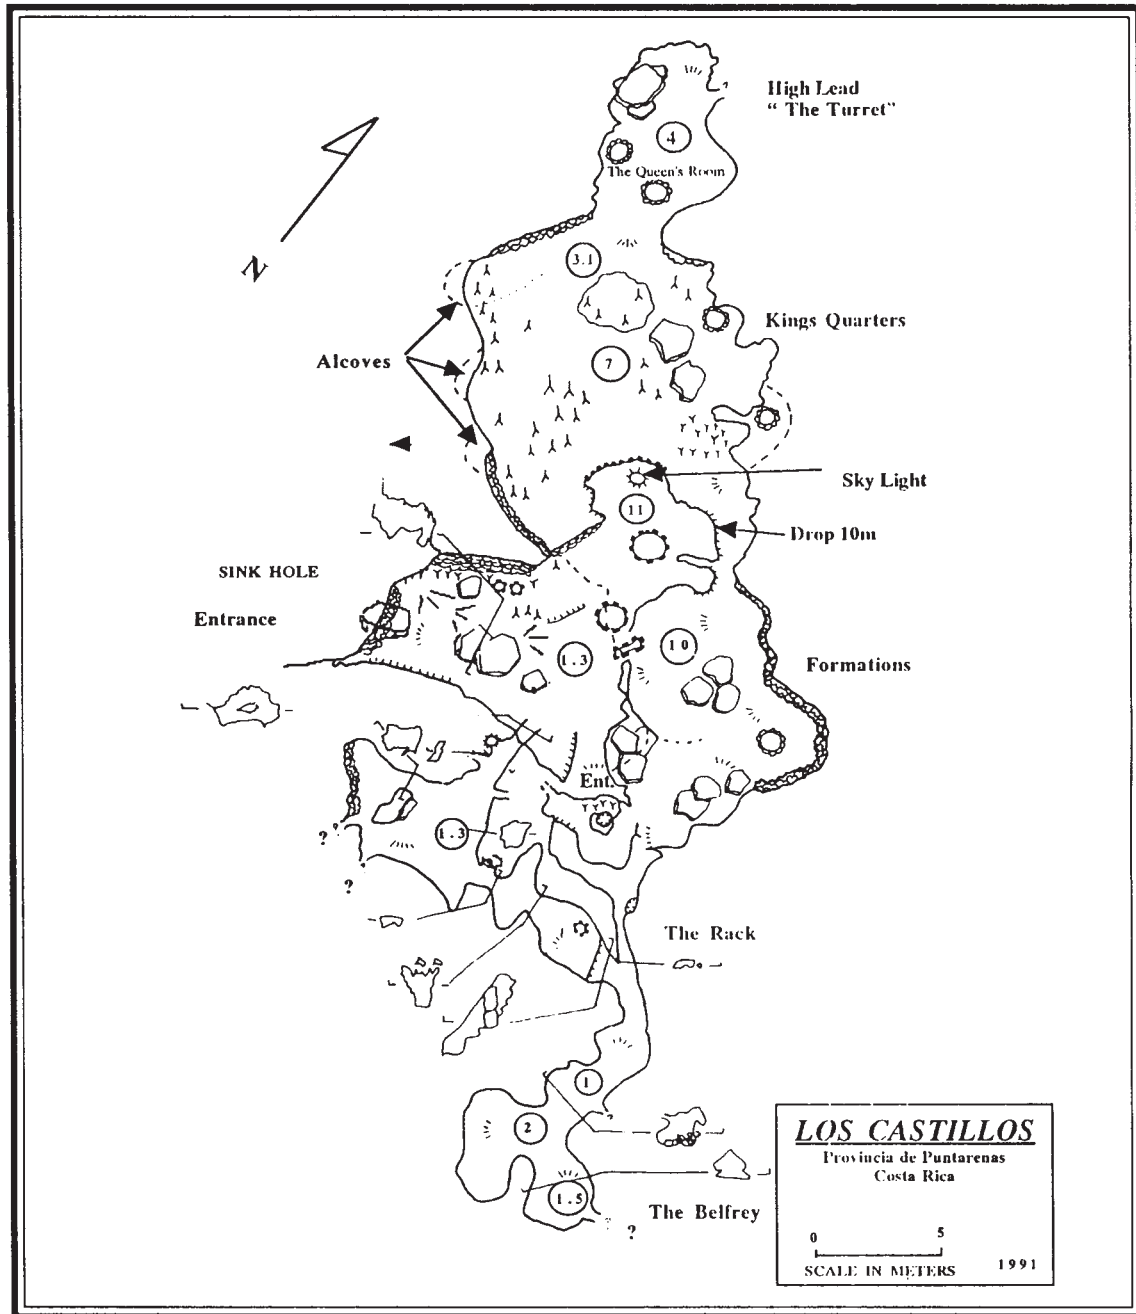 High Lead
“ The Turret”
4
The Queen's Room
3.1
Kings Quarters
Alcoves
7
Sky Light
11
Drop 10m
N
SINK HOLE
Entrance
1.3
10
Formations
Ent.
1.3
?
?
The Rack
1
2
1.5
The Belfrey
?
?
LOS CASTILLOS
Provincia de Puntarenas
Costa Rica
0 5
SCALE IN METERS 1991